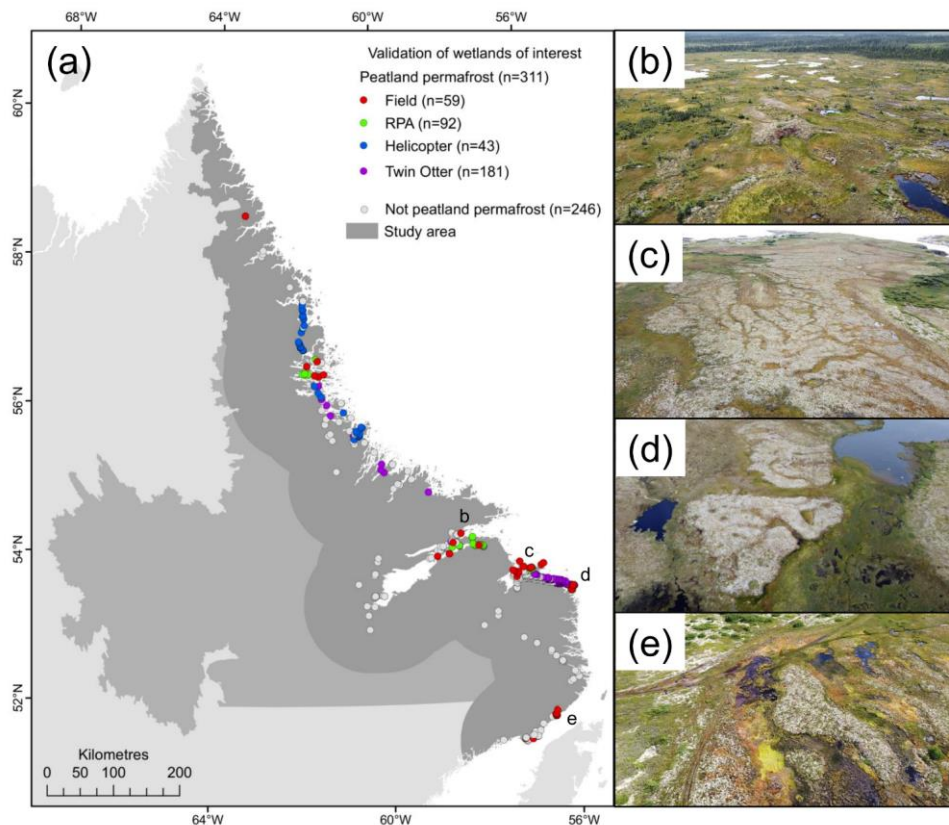 68°W 64°W 60°W 56°W
(a)
Validation of wetlands of interest
Peatland permafrost (n=311)
Field (n=59)
RPA (n=92)
Helicopter (n=43)
Twin Otter (n=181)
Not peatland permafrost (n=246)
Study area
60°N
58°N
56°N
54°N
52°N
b
c
d
e
Kilometres
0 50 100 200
64°W 60°W 56°W
(b)
(c)
(d)
(e)